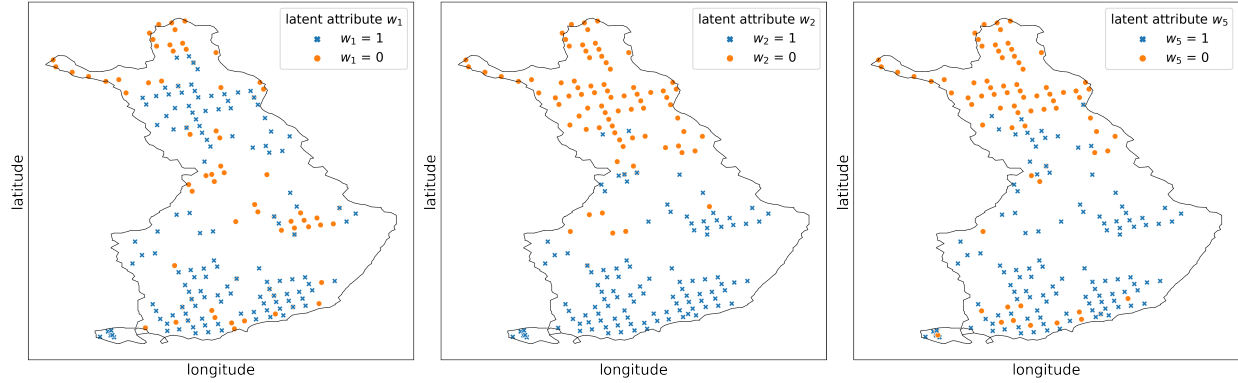 latent attribute w₁
w₁ = 1
w₁ = 0
latitude
longitude
latent attribute w₂
w₂ = 1
w₂ = 0
latitude
longitude
latent attribute w₅
w₅ = 1
w₅ = 0
latitude
longitude